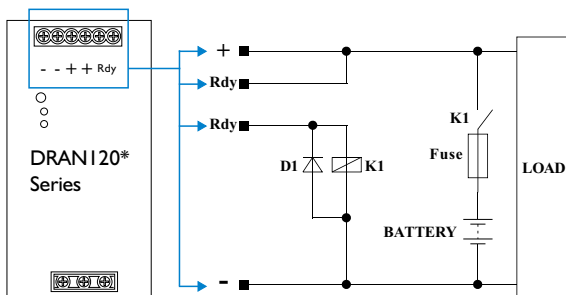 - - + + Rdy
DRAN120*
Series
+
Rdy
Rdy
-
D1
K1
K1
Fuse
BATTERY
LOAD